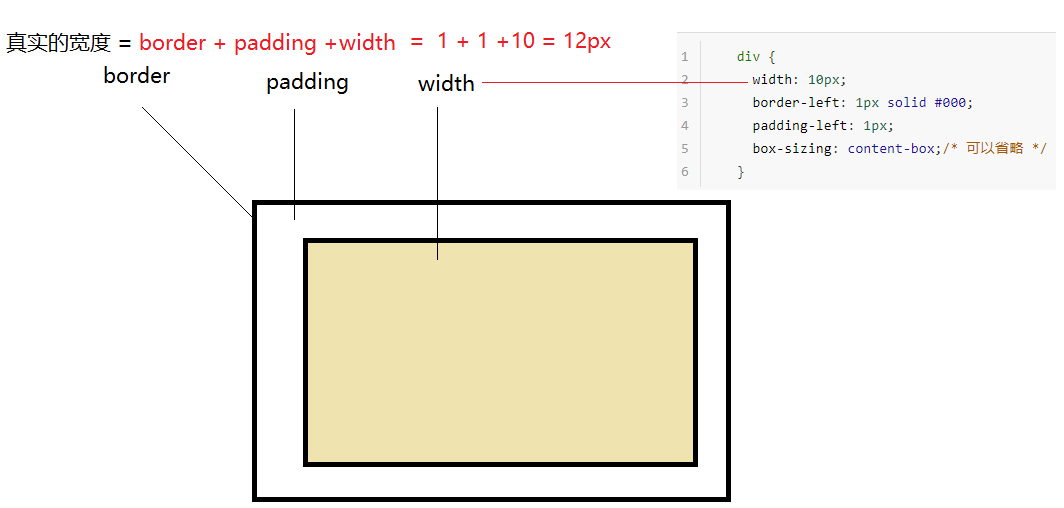 真实的宽度 = border + padding +width = 1 + 1 +10 = 12px
border padding width
1 div {
2 width: 10px;
3 border-left: 1px solid #000;
4 padding-left: 1px;
5 box-sizing: content-box;/* 可以省略 */
6 }